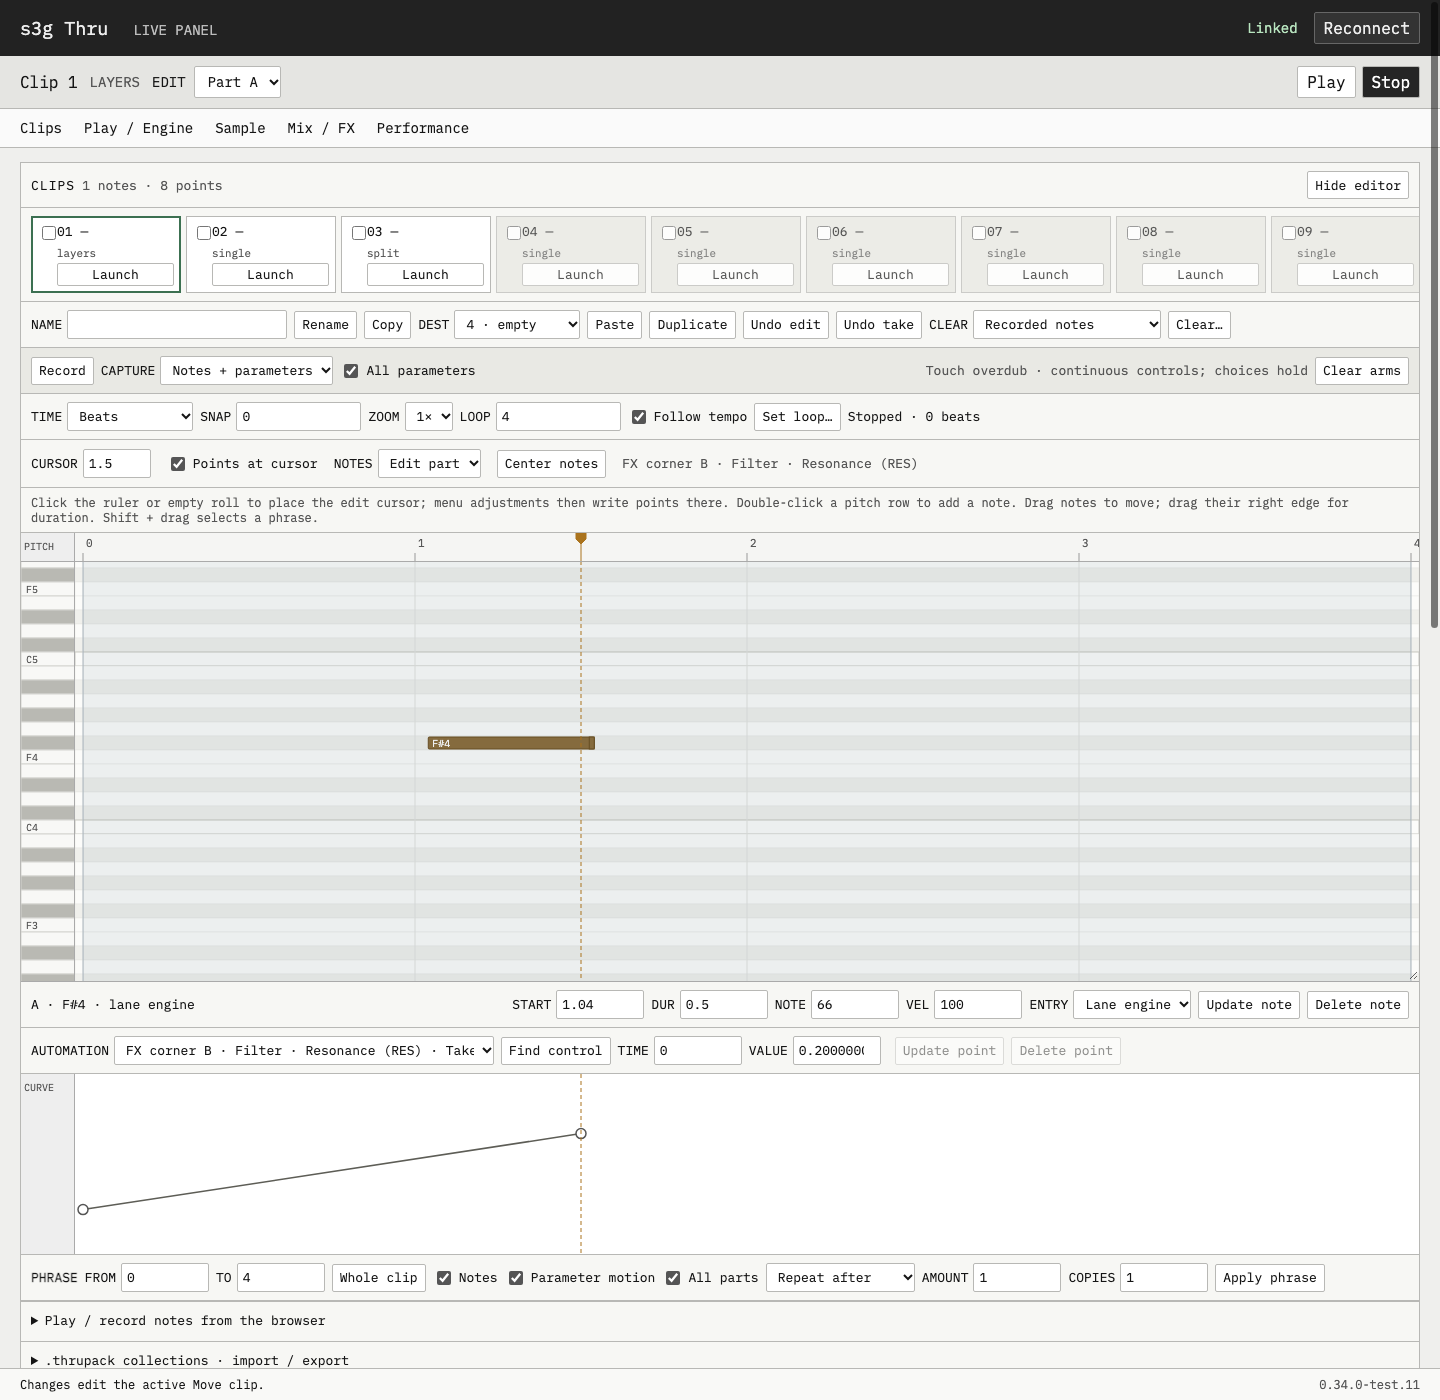 s3g Thru LIVE PANEL Linked Reconnect
Clip 1 LAYERS EDIT Part A Play Stop
Clips Play / Engine Sample Mix / FX Performance
CLIPS 1 notes · 8 points Hide editor
01 — 02 — 03 — 04 — 05 — 06 — 07 — 08 — 09 —
layers single split single single single single single single
Launch Launch Launch Launch Launch Launch Launch Launch Launch
NAME Rename Copy DEST 4 · empty Paste Duplicate Undo edit Undo take CLEAR Recorded notes Clear…
Record CAPTURE Notes + parameters All parameters Touch overdub · continuous controls; choices hold Clear arms
TIME Beats SNAP 0 ZOOM 1× LOOP 4 Follow tempo Set loop… Stopped · 0 beats
CURSOR 1.5 Points at cursor NOTES Edit part Center notes FX corner B · Filter · Resonance (RES)
Click the ruler or empty roll to place the edit cursor; menu adjustments then write points there. Double-click a pitch row to add a note. Drag notes to move; drag their right edge for
duration. Shift + drag selects a phrase.
PITCH 0 1 2 3 4
F5
C5
F#4
F4
C4
F3
A · F#4 · lane engine START 1.04 DUR 0.5 NOTE 66 VEL 100 ENTRY Lane engine Update note Delete note
AUTOMATION FX corner B · Filter · Resonance (RES) · Take Find control TIME 0 VALUE 0.200000 Update point Delete point
CURVE
PHRASE FROM 0 TO 4 Whole clip Notes Parameter motion All parts Repeat after AMOUNT 1 COPIES 1 Apply phrase
Play / record notes from the browser
.thrupack collections · import / export
Changes edit the active Move clip. 0.34.0-test.11